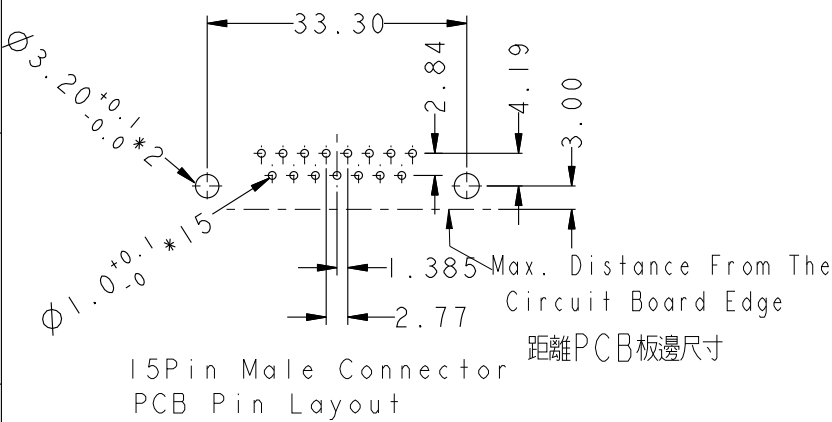 33.30
Ø3.20+0.1-0.0*2
2.84
4.19
3.00
Ø1.0+0.1-0*15
1.385
Max. Distance From The
Circuit Board Edge
2.77
距離PCB板邊尺寸
15Pin Male Connector
PCB Pin Layout